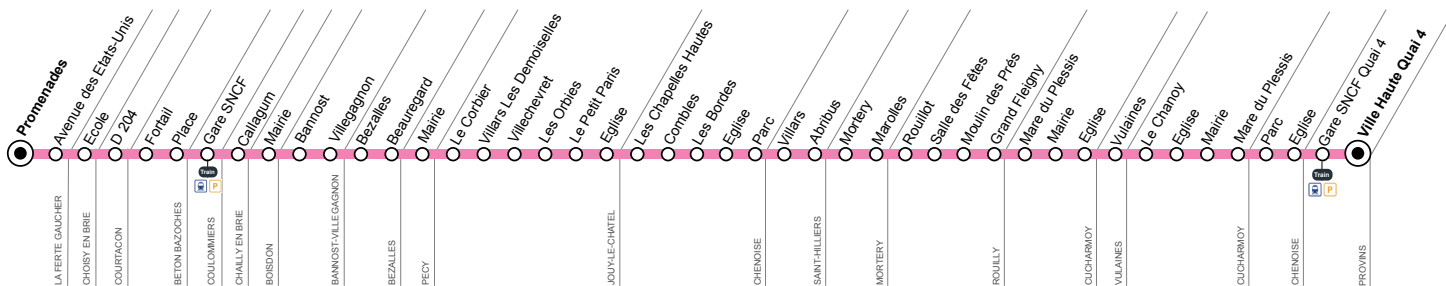 Promenades
Avenue des Etats-Unis
Ecole
D 204
Fortail
Place
Gare SNCF
Calliagum
Mairie
Bannost
Villegagnon
Bezalles
Beauregard
Mairie
Le Corbier
Villars Les Demoiselles
Villechevret
Les Orbies
Le Petit Paris
Eglise
Les Chapelles Hautes
Combles
Les Bordes
Eglise
Parc
Villars
Abribus
Mortery
Marolles
Rouillot
Salle des Fêtes
Moulin des Prés
Grand Fleigny
Mare du Plessis
Mairie
Eglise
Vulaines
Le Chanoy
Eglise
Mairie
Mare du Plessis
Parc
Eglise
Gare SNCF Quai 4
Ville Haute Quai 4
Train
P
Train
P
LA FERTE GAUCHER
CHOISY EN BRIE
COURTACON
BETON BAZOCHES
COULOMMIERS
CHAILLY EN BRIE
BOISDON
BANNOST-VILLEGAGNON
BEZALLES
PECY
JOUY-LE-CHATEL
CHENOISE
SAINT-HILLIERS
MORTERY
ROUILLY
CUCHARMOY
VULAINES
CUCHARMOY
CHENOISE
PROVINS